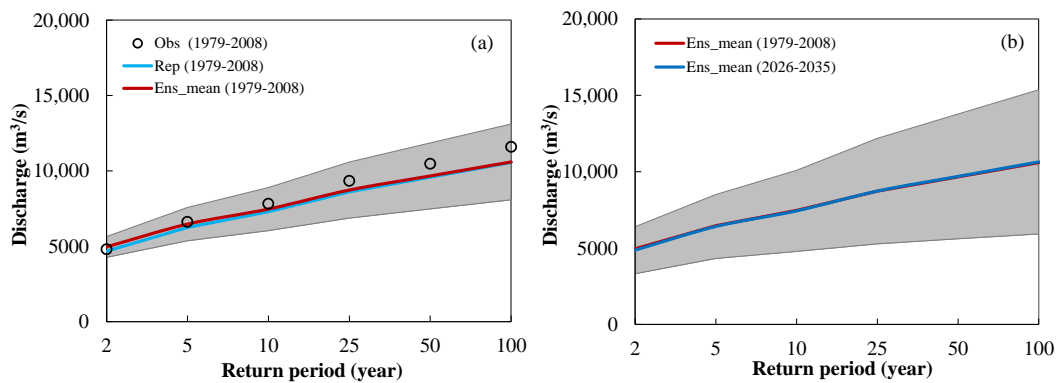 20,000
15,000
10,000
5000
0
Discharge (m³/s)
Obs (1979-2008)
Rep (1979-2008)
Ens_mean (1979-2008)
(a)
2 5 10 25 50 100
Return period (year)
20,000
15,000
10,000
5000
0
Discharge (m³/s)
Ens_mean (1979-2008)
Ens_mean (2026-2035)
(b)
2 5 10 25 50 100
Return period (year)